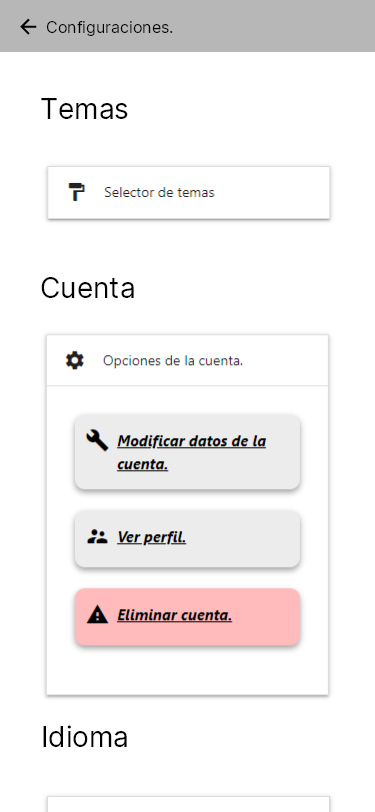 Configuraciones.
Temas
Selector de temas
Cuenta
Opciones de la cuenta.
Modificar datos de la
cuenta.
Ver perfil.
Eliminar cuenta.
Idioma